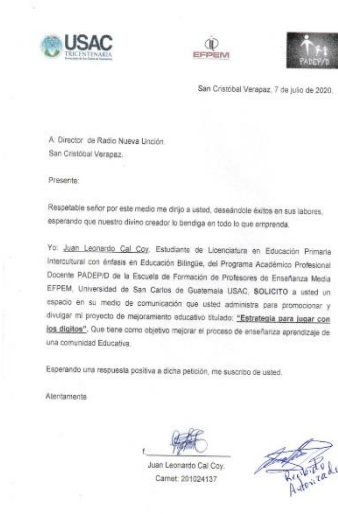 USAC
TRICENTENARIA
EFPEM
PADEP/D
San Cristóbal Verapaz, 7 de julio de 2020.
A: Director de Radio Nueva Unción.
San Cristóbal Verapaz.
Presente:
Respetable señor por este medio me dirijo a usted, deseándole éxitos en sus labores,
esperando que nuestro divino creador lo bendiga en todo lo que emprenda.
Yo: Juan Leonardo Cal Coy. Estudiante de Licenciatura en Educación Primaria
Intercultural con énfasis en Educación Bilingüe, del Programa Académico Profesional
Docente PADEP/D de la Escuela de Formación de Profesores de Enseñanza Media
EFPEM, Universidad de San Carlos de Guatemala USAC, SOLICITO a usted un
espacio en su medio de comunicación que usted administra para promocionar y
divulgar mi proyecto de mejoramiento educativo titulado: "Estrategia para jugar con
los dígitos", Que tiene como objetivo mejorar el proceso de enseñanza aprendizaje de
una comunidad Educativa.
Esperando una respuesta positiva a dicha petición, me suscribo de usted.
Atentamente
f
Juan Leonardo Cal Coy.
Carnet: 201024137
Recibido
Autorizado